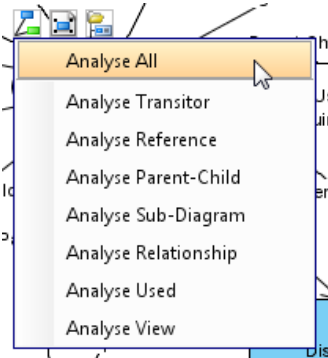 Analyse All
Analyse Transitor
Analyse Reference
Analyse Parent-Child
Analyse Sub-Diagram
Analyse Relationship
Analyse Used
Analyse View